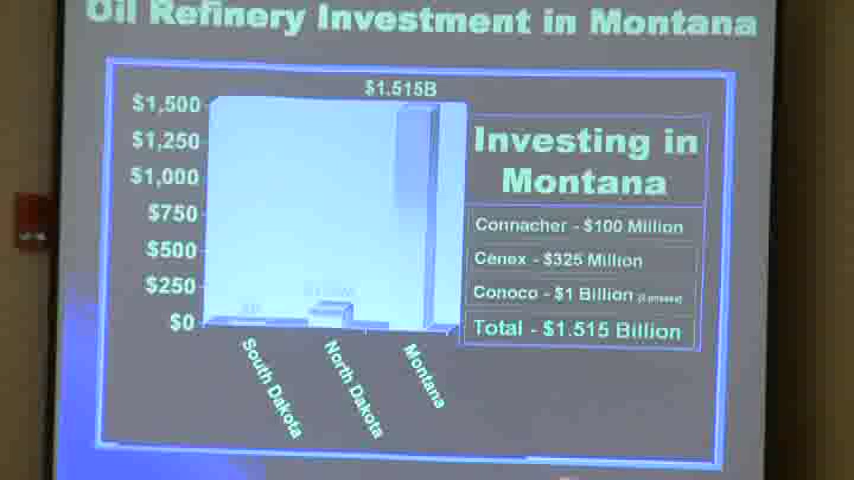 Oil Refinery Investment in Montana
$1.515B
$1,500
$1,250
$1,000
$750
$500
$250
$0
South Dakota
North Dakota
Montana
Investing in
Montana
Connacher - $100 Million
Cenex - $325 Million
Conoco - $1 Billion
Total - $1.515 Billion